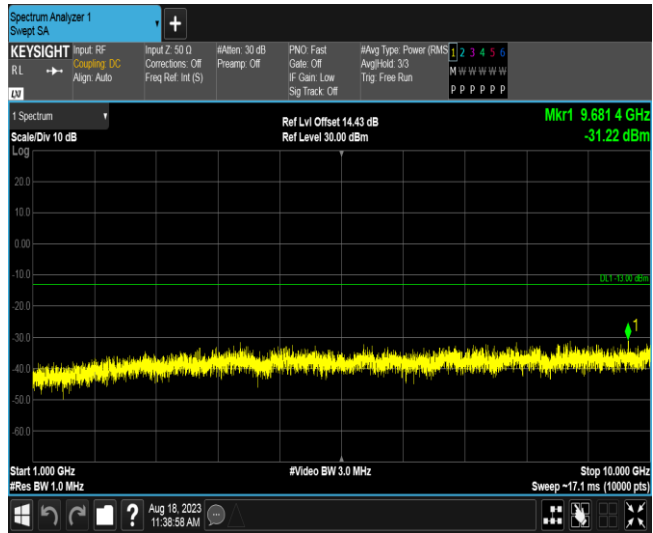 Spectrum Analyzer 1
Swept SA
+
KEYSIGHT
RL
LXI
Input: RF
Coupling: DC
Align: Auto
Input Z: 50 Ω
Corrections: Off
Freq Ref: Int (S)
#Atten: 30 dB
Preamp: Off
PNO: Fast
Gate: Off
IF Gain: Low
Sig Track: Off
#Avg Type: Power (RMS
Avg|Hold: 3/3
Trig: Free Run
1 2 3 4 5 6
M W W W W W
P P P P P P
1 Spectrum
Scale/Div 10 dB
Log
Ref Lvl Offset 14.43 dB
Ref Level 30.00 dBm
Mkr1 9.681 4 GHz
-31.22 dBm
20.0
10.0
0.00
-10.0
DL1 -13.00 dBm
-20.0
1
-30.0
-40.0
-50.0
-60.0
Start 1.000 GHz
#Res BW 1.0 MHz
#Video BW 3.0 MHz
Stop 10.000 GHz
Sweep ~17.1 ms (10000 pts)
?
Aug 18, 2023
11:38:58 AM